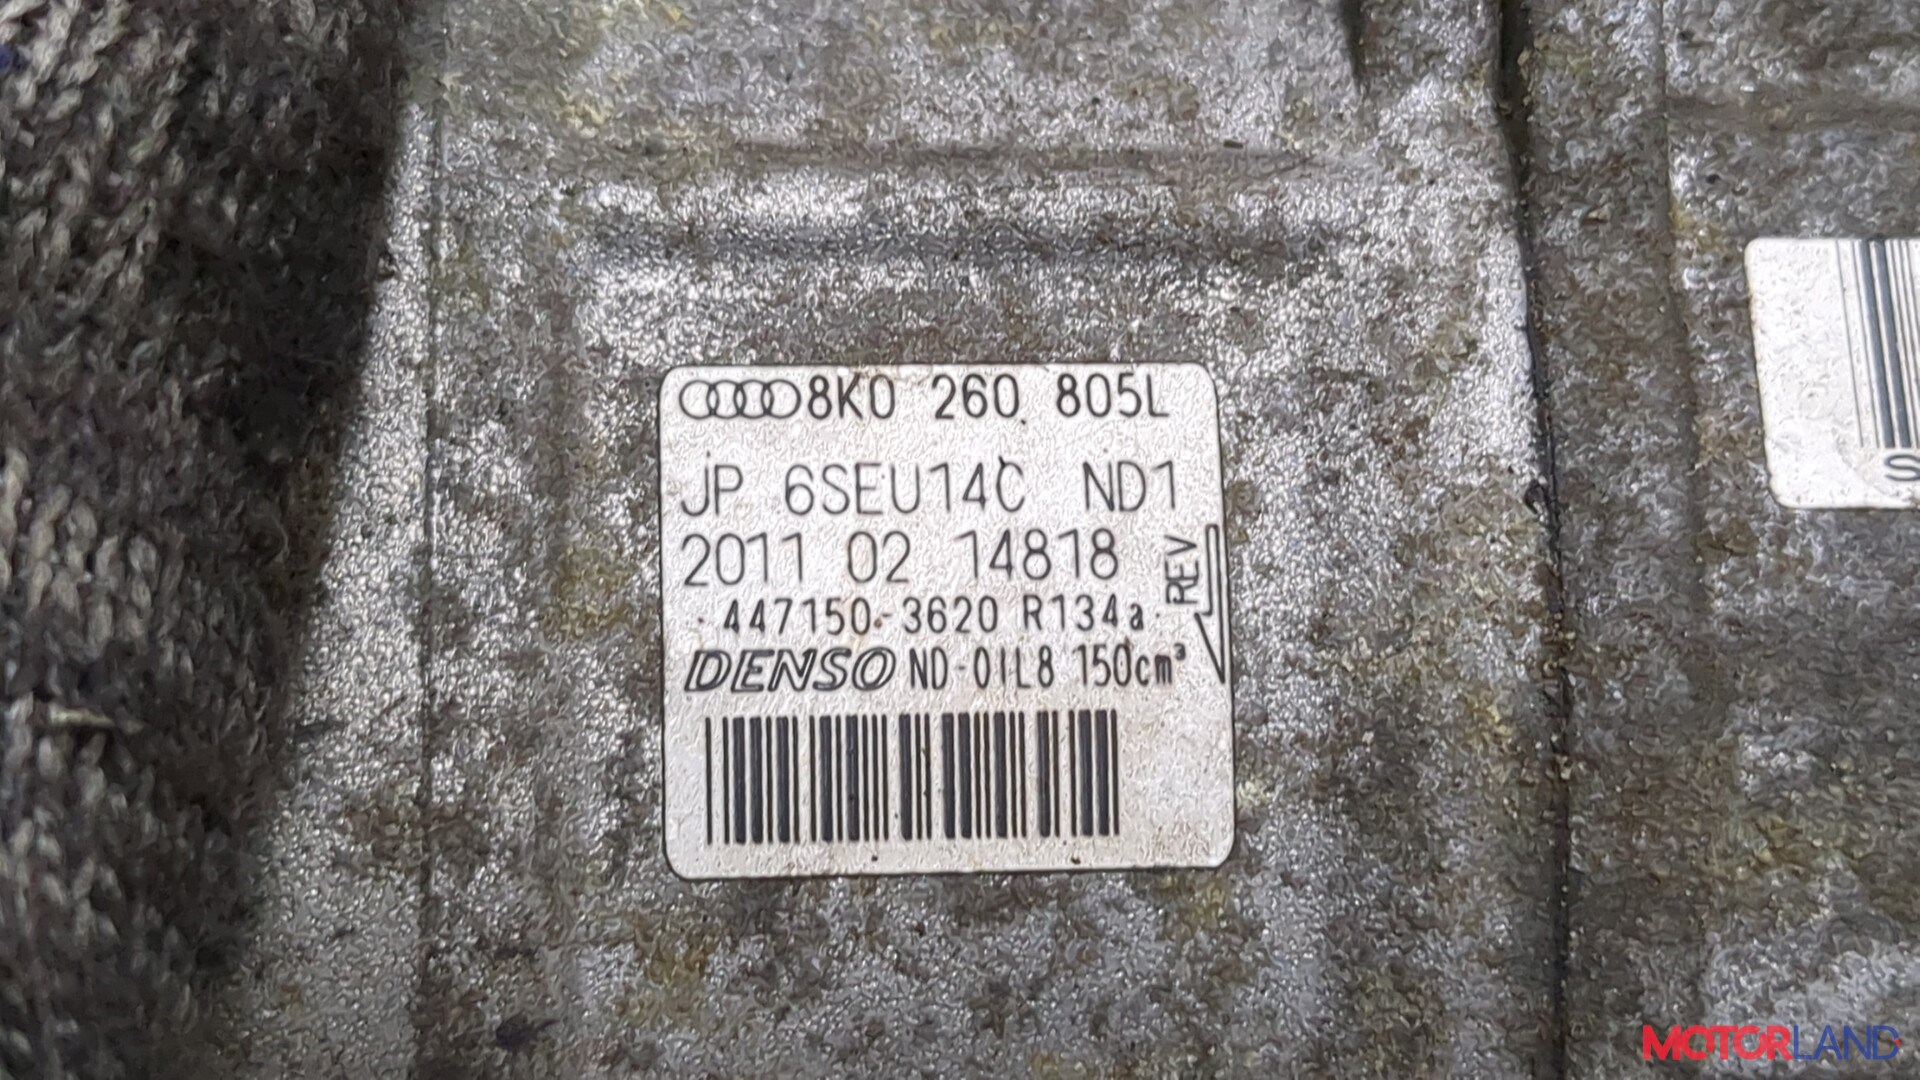 8K0 260 805L
JP 6SEU14C ND1
2011 02 14818
447150-3620 R134a
REV
DENSO ND-OIL8 150cm³
S
MOTORLAND